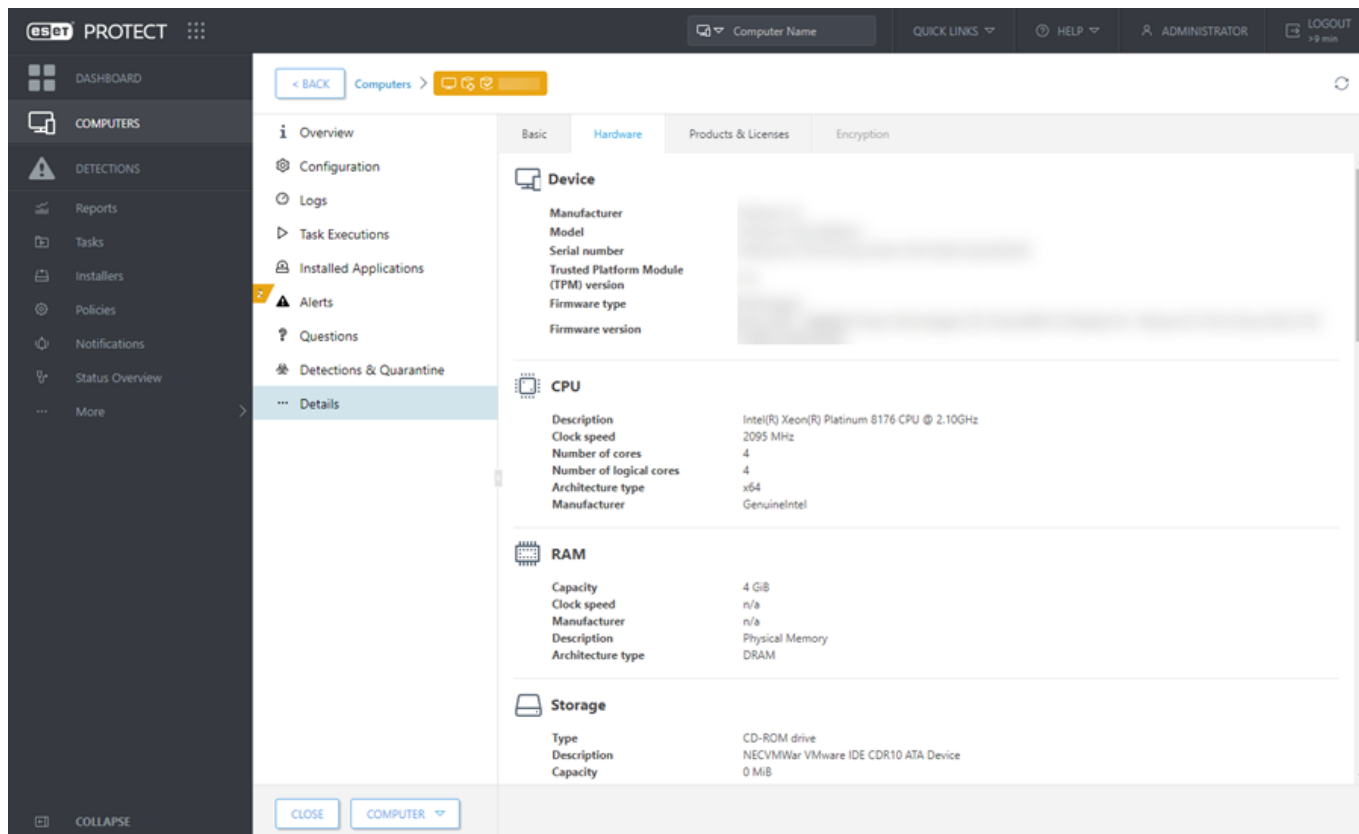 eset PROTECT
Computer Name
QUICK LINKS
HELP
ADMINISTRATOR
LOGOUT
>9 min
DASHBOARD
COMPUTERS
DETECTIONS
Reports
Tasks
Installers
Policies
Notifications
Status Overview
More
COLLAPSE
< BACK Computers >
Overview
Configuration
Logs
Task Executions
Installed Applications
2 Alerts
Questions
Detections & Quarantine
Details
CLOSE COMPUTER
Basic Hardware Products & Licenses Encryption
Device
Manufacturer
Model
Serial number
Trusted Platform Module
(TPM) version
Firmware type
Firmware version
CPU
Description Intel(R) Xeon(R) Platinum 8176 CPU @ 2.10GHz
Clock speed 2095 MHz
Number of cores 4
Number of logical cores 4
Architecture type x64
Manufacturer GenuineIntel
RAM
Capacity 4 GiB
Clock speed n/a
Manufacturer n/a
Description Physical Memory
Architecture type DRAM
Storage
Type CD-ROM drive
Description NECVMWar VMware IDE CDR10 ATA Device
Capacity 0 MiB